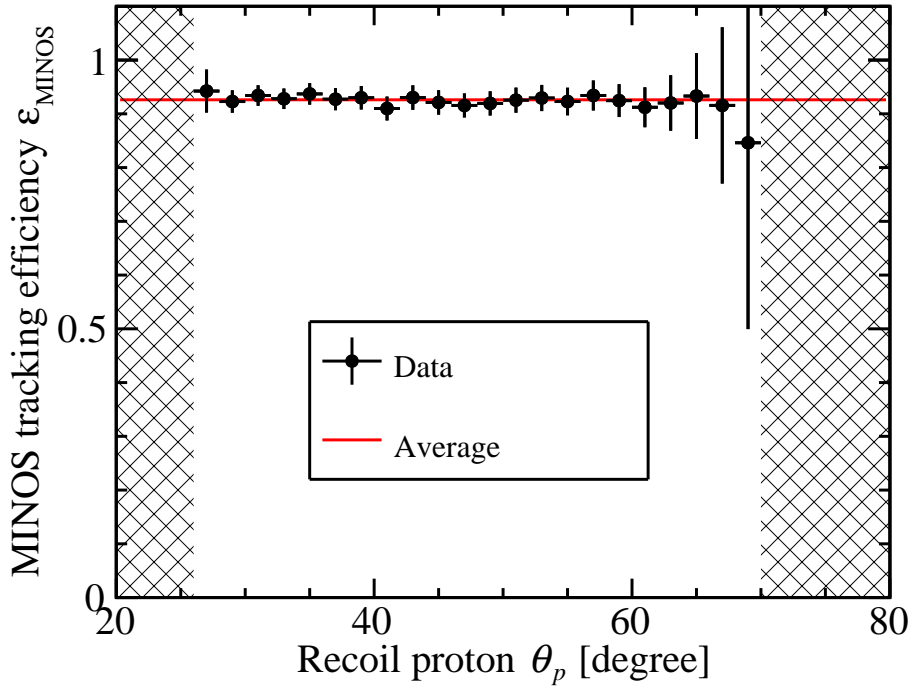 MINOS tracking efficiency ε_MINOS
1
0.5
0
Data
Average
20 40 60 80
Recoil proton θ_p [degree]